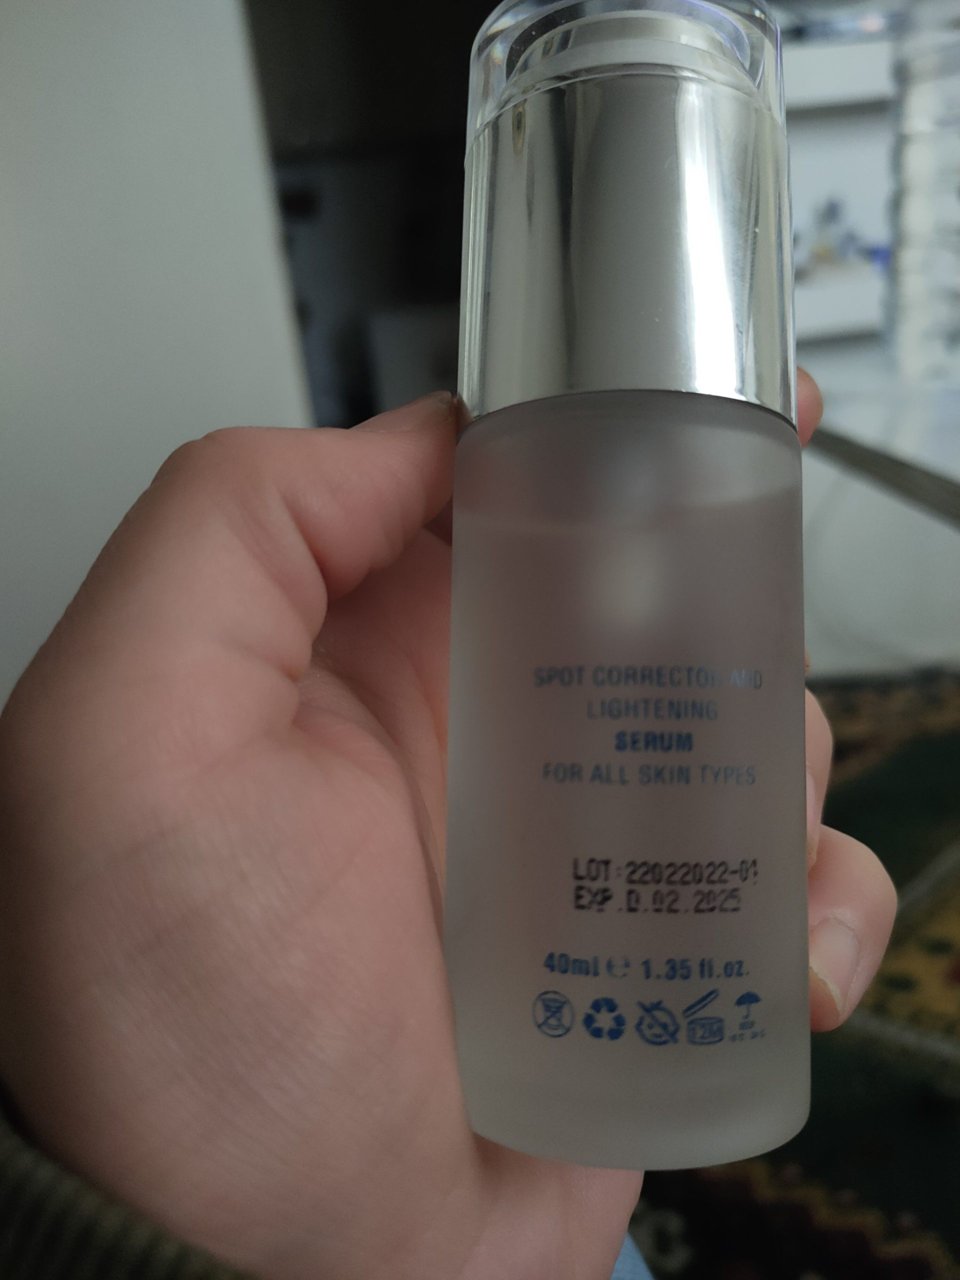 SPOT CORRECTOR AND
LIGHTENING
SERUM
FOR ALL SKIN TYPES
LOT: 22022022-01
EXP.D.02.2025
40ml ℮ 1.35 fl.oz.
12M